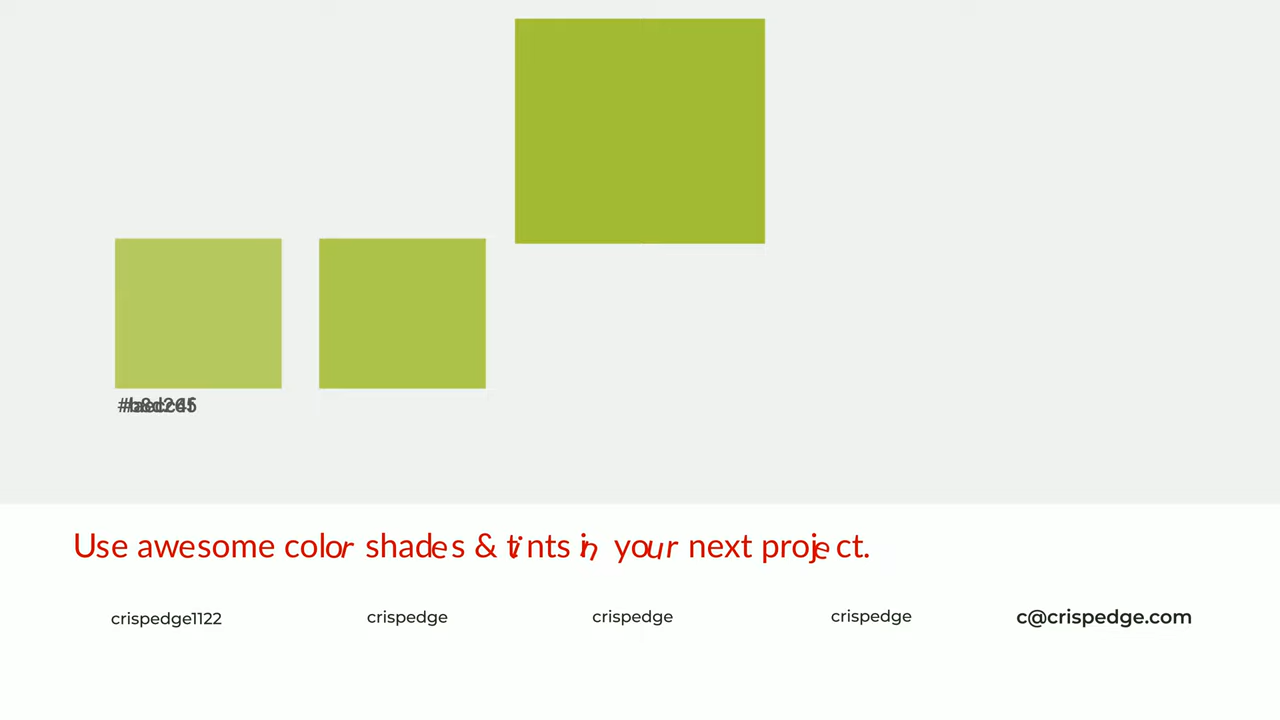 Use awesome color shades & tints in your next project.
crispedge1122 crispedge crispedge crispedge c@crispedge.com